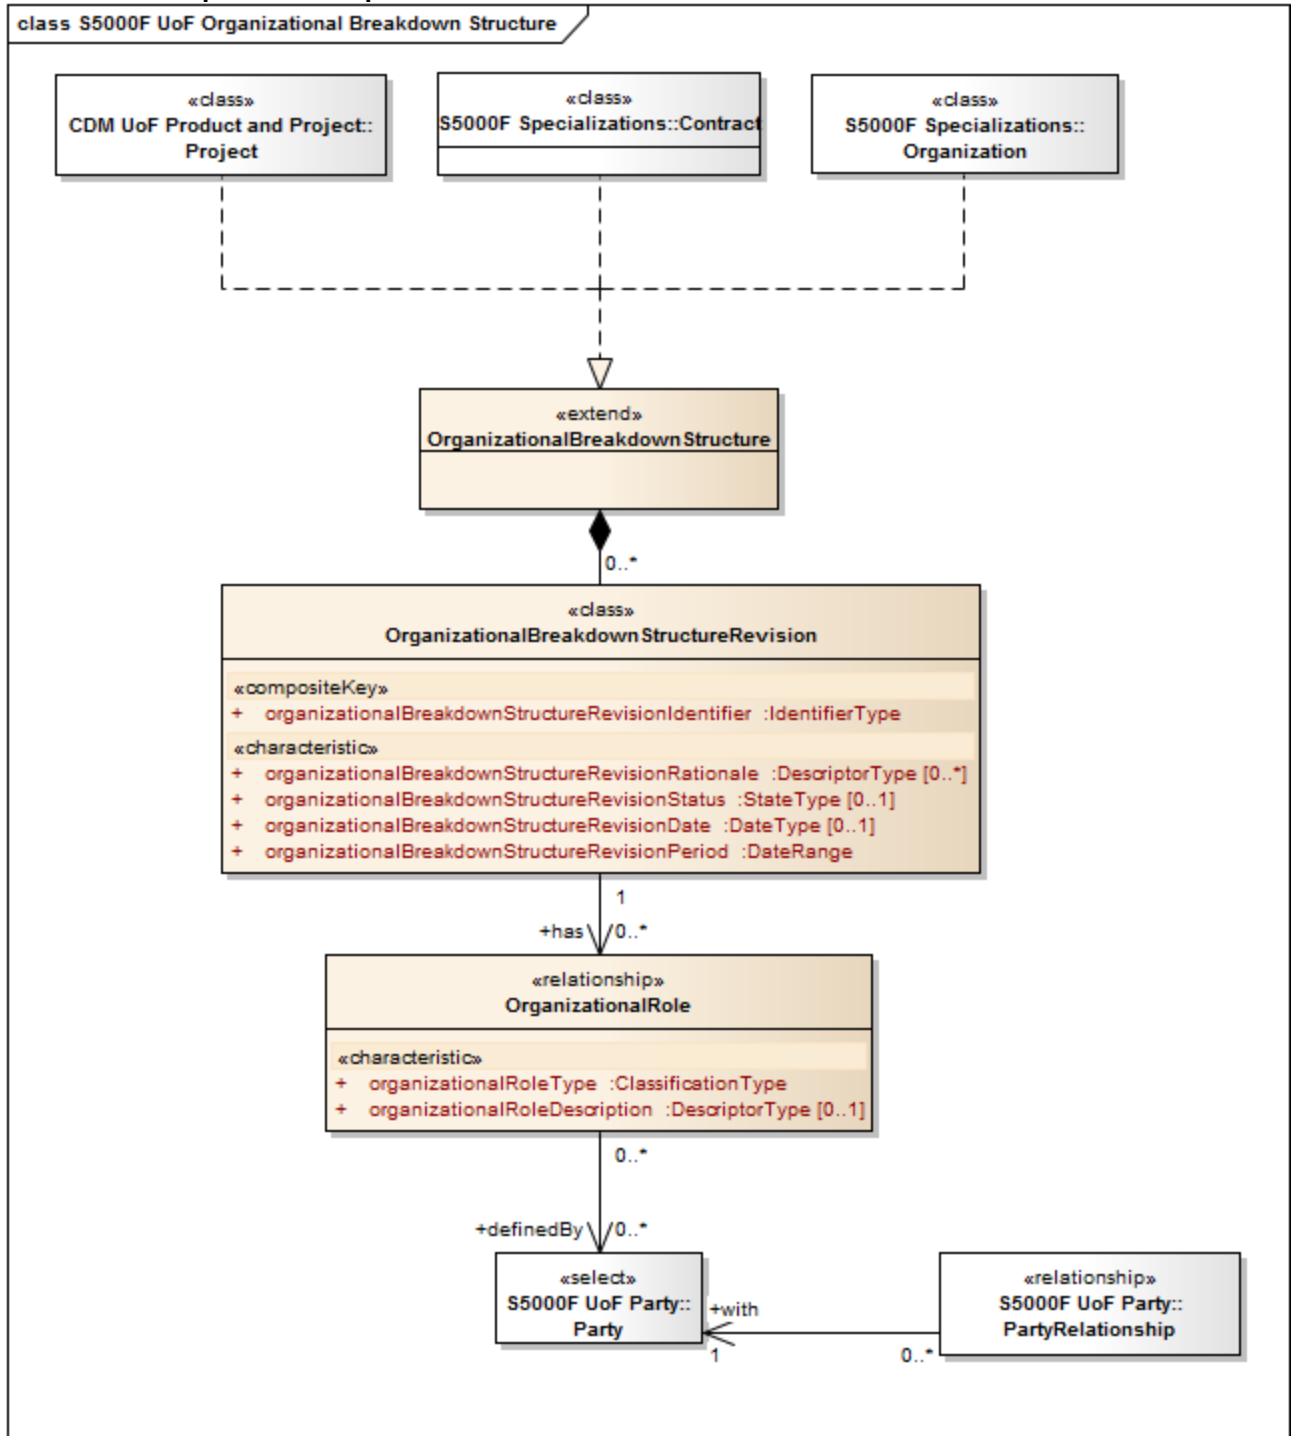 class S5000F UoF Organizational Breakdown Structure
«class»
CDM UoF Product and Project::
Project
«class»
S5000F Specializations::Contract
«class»
S5000F Specializations::
Organization
«extend»
OrganizationalBreakdownStructure
0..*
«class»
OrganizationalBreakdownStructureRevision
«compositeKey»
+ organizationalBreakdownStructureRevisionIdentifier :IdentifierType
«characteristic»
+ organizationalBreakdownStructureRevisionRationale :DescriptorType [0..*]
+ organizationalBreakdownStructureRevisionStatus :StateType [0..1]
+ organizationalBreakdownStructureRevisionDate :DateType [0..1]
+ organizationalBreakdownStructureRevisionPeriod :DateRange
1
+has 0..*
«relationship»
OrganizationalRole
«characteristic»
+ organizationalRoleType :ClassificationType
+ organizationalRoleDescription :DescriptorType [0..1]
0..*
+definedBy 0..*
«select»
S5000F UoF Party::
Party
+with
1
0..*
«relationship»
S5000F UoF Party::
PartyRelationship